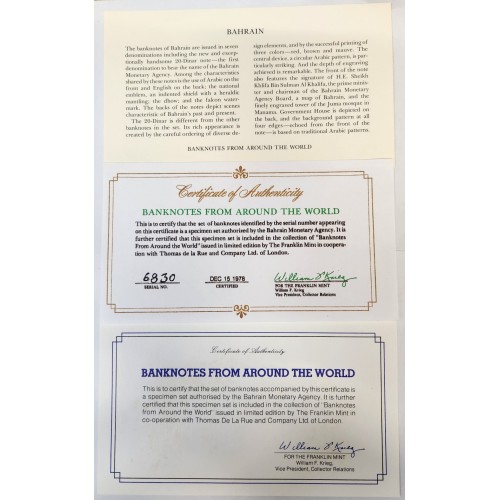 BAHRAIN
The banknotes of Bahrain are issued in seven
denominations including the new and exceptionally
handsome 20-Dinar note—the first
denomination to bear the name of the Bahrain
Monetary Agency. Among the characteristics
shared by these notes is the use of Arabic on the
front and English on the back; the national
emblem, an indented shield with a heraldic
mantling; the dhow; and the falcon watermark.
The backs of the notes depict scenes
characteristic of Bahrain's past and present.
The 20-Dinar is different from the other
banknotes in the set. Its rich appearance is
created by the careful ordering of diverse de-
sign elements, and by the successful printing of
three colors—red, brown and mauve. The
central device, a circular Arabic pattern, is particularly
striking. And the depth of engraving
achieved is remarkable. The front of the note
also features the signature of H.E. Sheikh
Khlifa Bin Sulman Al Khalifa, the prime minister
and chairman of the Bahrain Monetary
Agency Board, a map of Bahrain, and the
finely engraved tower of the Juma mosque in
Manama. Government House is depicted on
the back, and the background pattern at all
four edges—echoed from the front of the
note—is based on traditional Arabic patterns.
BANKNOTES FROM AROUND THE WORLD
Certificate of Authenticity
BANKNOTES FROM AROUND THE WORLD
This is to certify that the set of banknotes identified by the serial number appearing
on this certificate is a specimen set authorised by the Bahrain Monetary Agency. It is
further certified that this specimen set is included in the collection of "Banknotes
From Around the World" issued in limited edition by The Franklin Mint in coopera-
tion with Thomas de la Rue and Company Ltd. of London.
6830
SERIAL NO.
DEC 15 1978
CERTIFIED
William F. Krieg
FOR THE FRANKLIN MINT
William F. Krieg
Vice President, Collector Relations
Certificate of Authenticity
BANKNOTES FROM AROUND THE WORLD
This is to certify that the set of banknotes accompanied by this certificate is
a specimen set authorised by the Bahrain Monetary Agency. It is further
certified that this specimen set is included in the collection of "Banknotes
from Around the World" issued in limited edition by The Franklin Mint in
co-operation with Thomas De La Rue and Company Ltd. of London.
William F. Krieg
FOR THE FRANKLIN MINT
William F. Krieg,
Vice President, Collector Relations